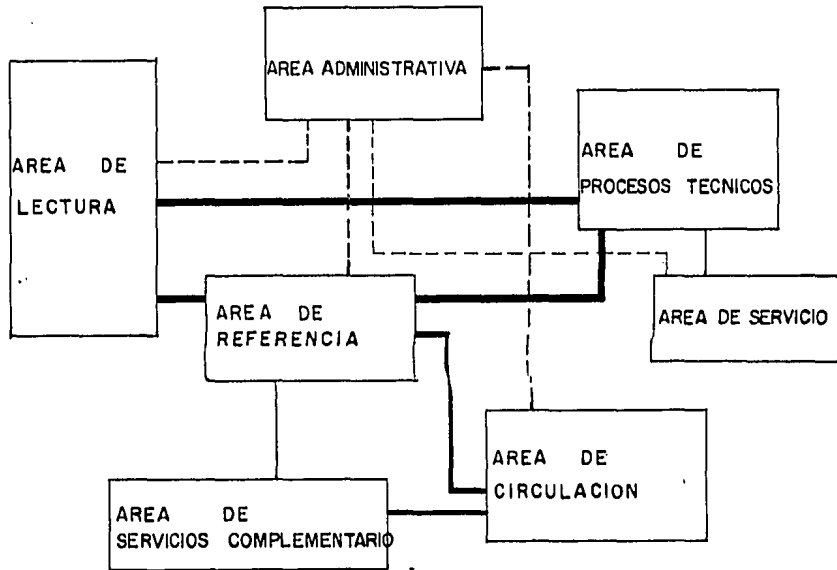 AREA ADMINISTRATIVA
AREA DE
LECTURA
AREA DE
PROCESOS TECNICOS
AREA DE
REFERENCIA
AREA DE SERVICIO
AREA DE
CIRCULACION
AREA DE
SERVICIOS COMPLEMENTARIO